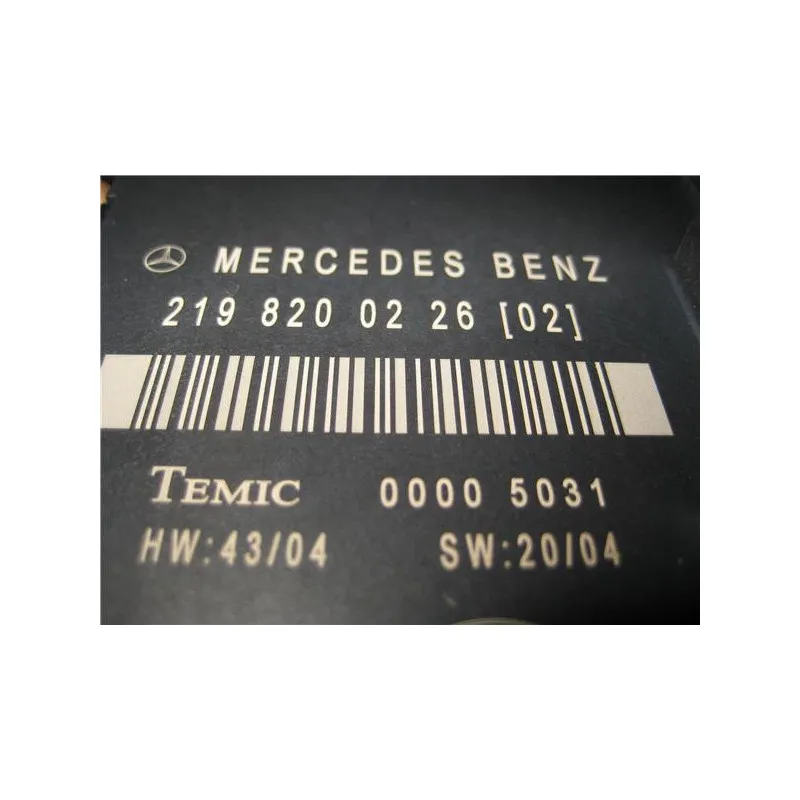 MERCEDES BENZ
219 820 02 26 [02]
TEMIC 0000 5031
HW:43/04 SW:20/04